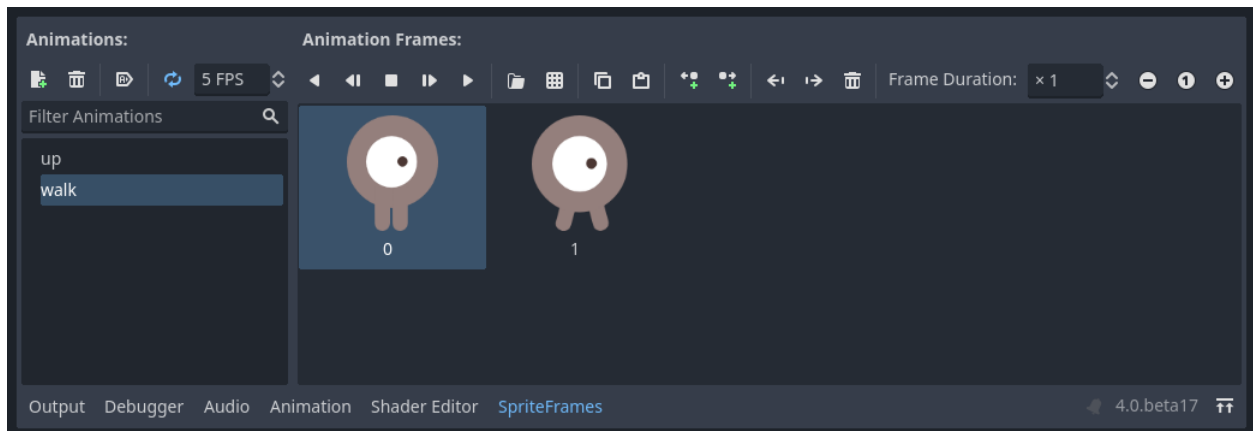 Animations:
Animation Frames:
5 FPS
Frame Duration:
× 1
Filter Animations
up
walk
0
1
Output Debugger Audio Animation Shader Editor SpriteFrames
4.0.beta17